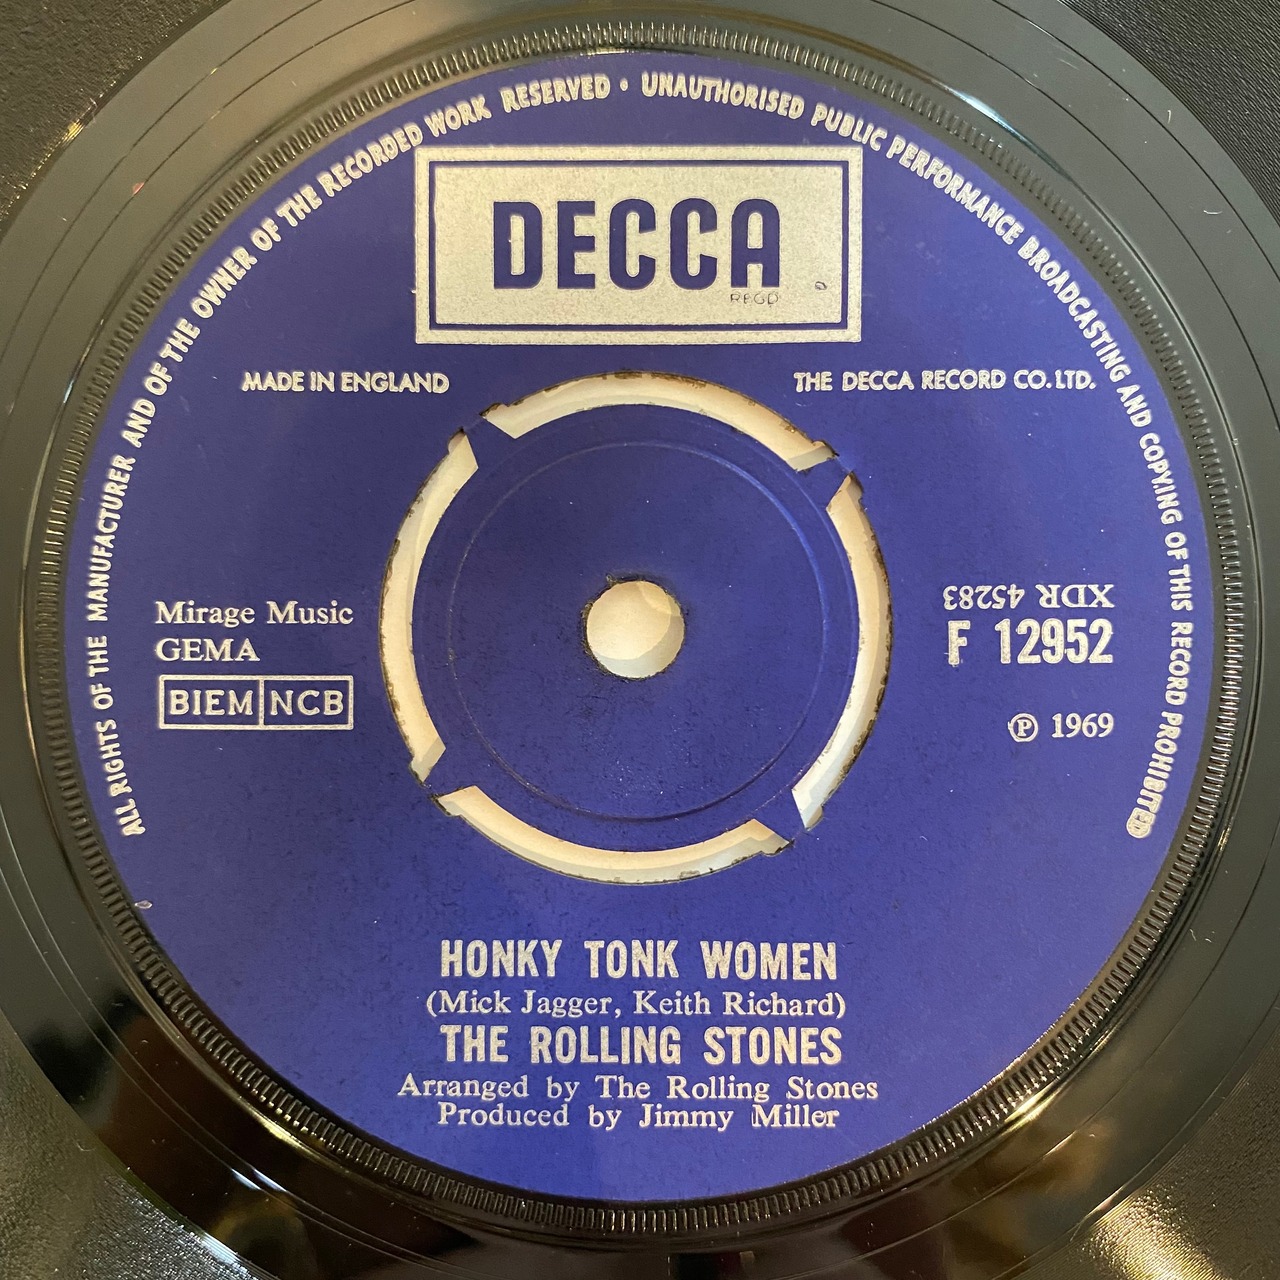 ALL RIGHTS OF THE MANUFACTURER AND OF THE OWNER OF THE RECORDED WORK RESERVED • UNAUTHORISED PUBLIC PERFORMANCE BROADCASTING AND COPYING OF THIS RECORD PROHIBITED
DECCA
REGD
MADE IN ENGLAND
THE DECCA RECORD CO. LTD.
Mirage Music
GEMA
BIEM NCB
XDR 45283
F 12952
℗ 1969
HONKY TONK WOMEN
(Mick Jagger, Keith Richard)
THE ROLLING STONES
Arranged by The Rolling Stones
Produced by Jimmy Miller